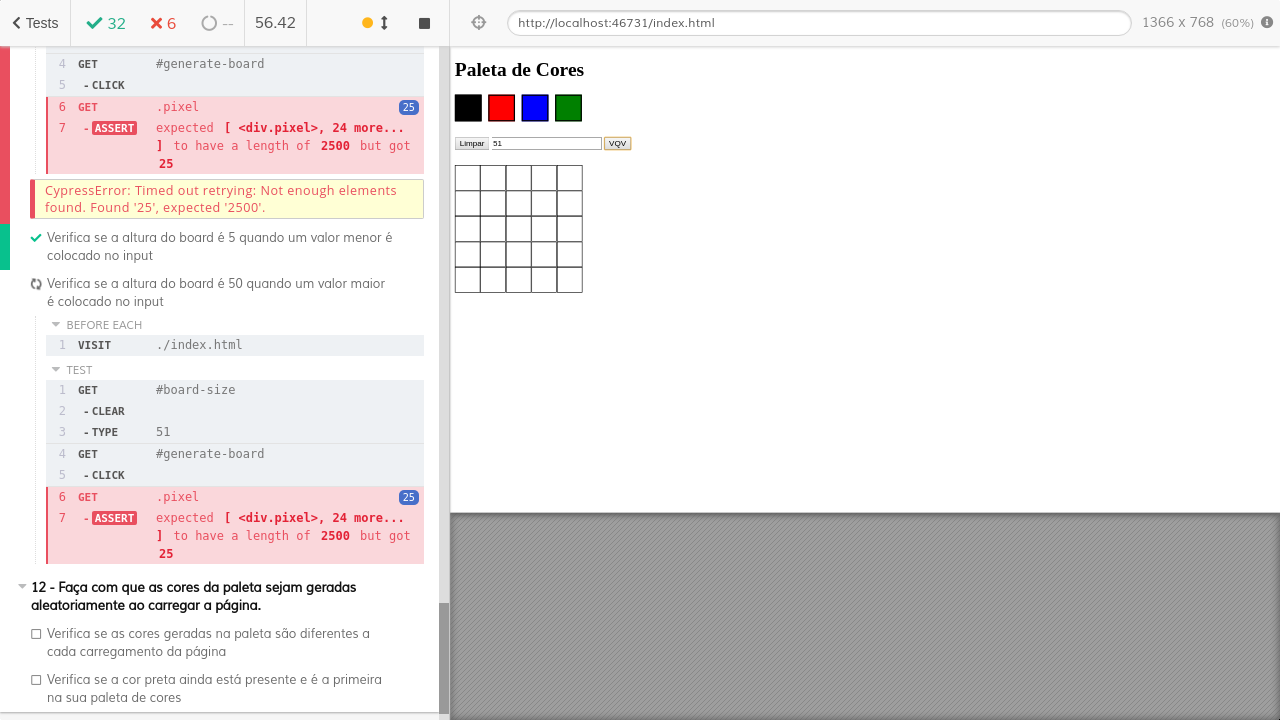 Tests 32 6 -- 56.42
http://localhost:46731/index.html 1366 x 768 (60%)
4 GET #generate-board
5 - CLICK
6 GET .pixel 25
7 - ASSERT expected [ <div.pixel>, 24 more...
] to have a length of 2500 but got
25
CypressError: Timed out retrying: Not enough elements
found. Found '25', expected '2500'.
Verifica se a altura do board é 5 quando um valor menor é
colocado no input
Verifica se a altura do board é 50 quando um valor maior
é colocado no input
BEFORE EACH
1 VISIT ./index.html
TEST
1 GET #board-size
2 - CLEAR
3 - TYPE 51
4 GET #generate-board
5 - CLICK
6 GET .pixel 25
7 - ASSERT expected [ <div.pixel>, 24 more...
] to have a length of 2500 but got
25
12 - Faça com que as cores da paleta sejam geradas
aleatoriamente ao carregar a página.
Verifica se as cores geradas na paleta são diferentes a
cada carregamento da página
Verifica se a cor preta ainda está presente e é a primeira
na sua paleta de cores
Paleta de Cores
Limpar 51 VQV